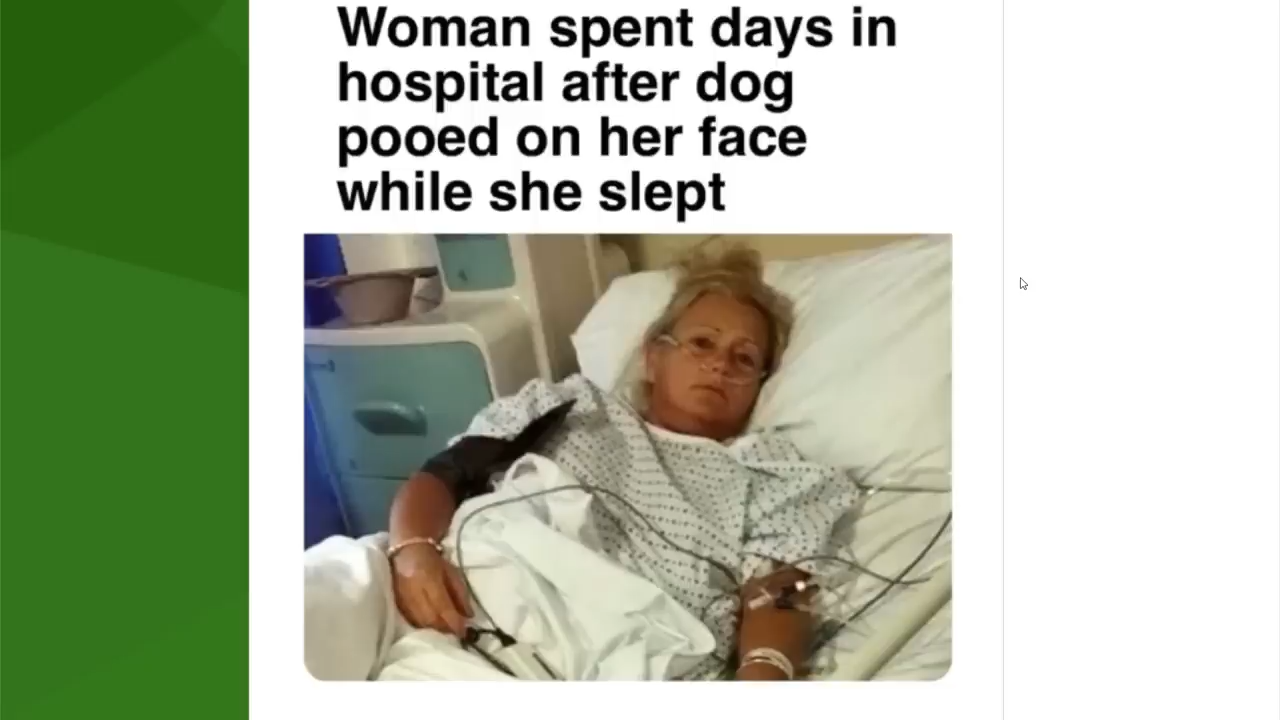 Woman spent days in
hospital after dog
pooed on her face
while she slept